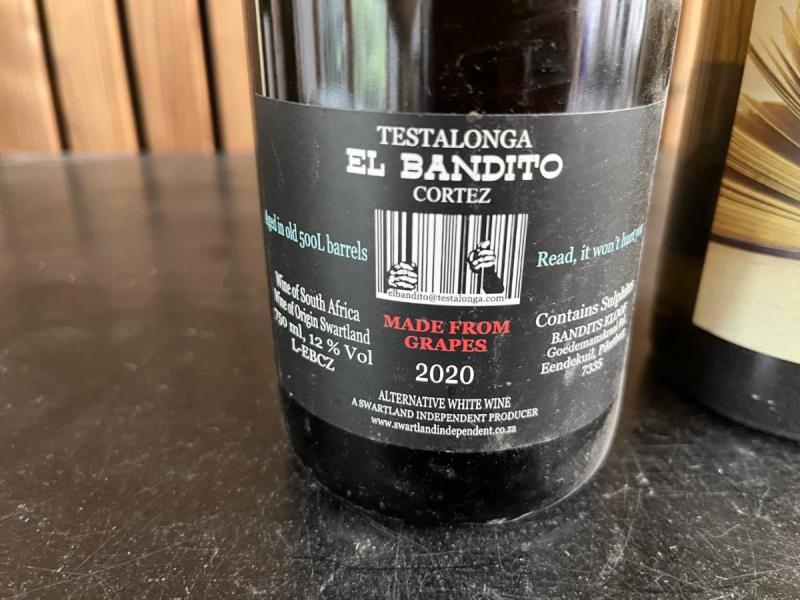 TESTALONGA
EL BANDITO
CORTEZ
Aged in old 500L barrels
Read, it won't hurt you
elbandito@testalonga.com
Wine of South Africa
Wine of Origin Swartland
750 ml, 12 % Vol
L-EBCZ
MADE FROM
GRAPES
2020
Contains Sulphites
BANDITS KLOOF
Goedemanskraal
Eendekuil, Piketberg
7335
ALTERNATIVE WHITE WINE
A SWARTLAND INDEPENDENT PRODUCER
www.swartlandindependent.co.za